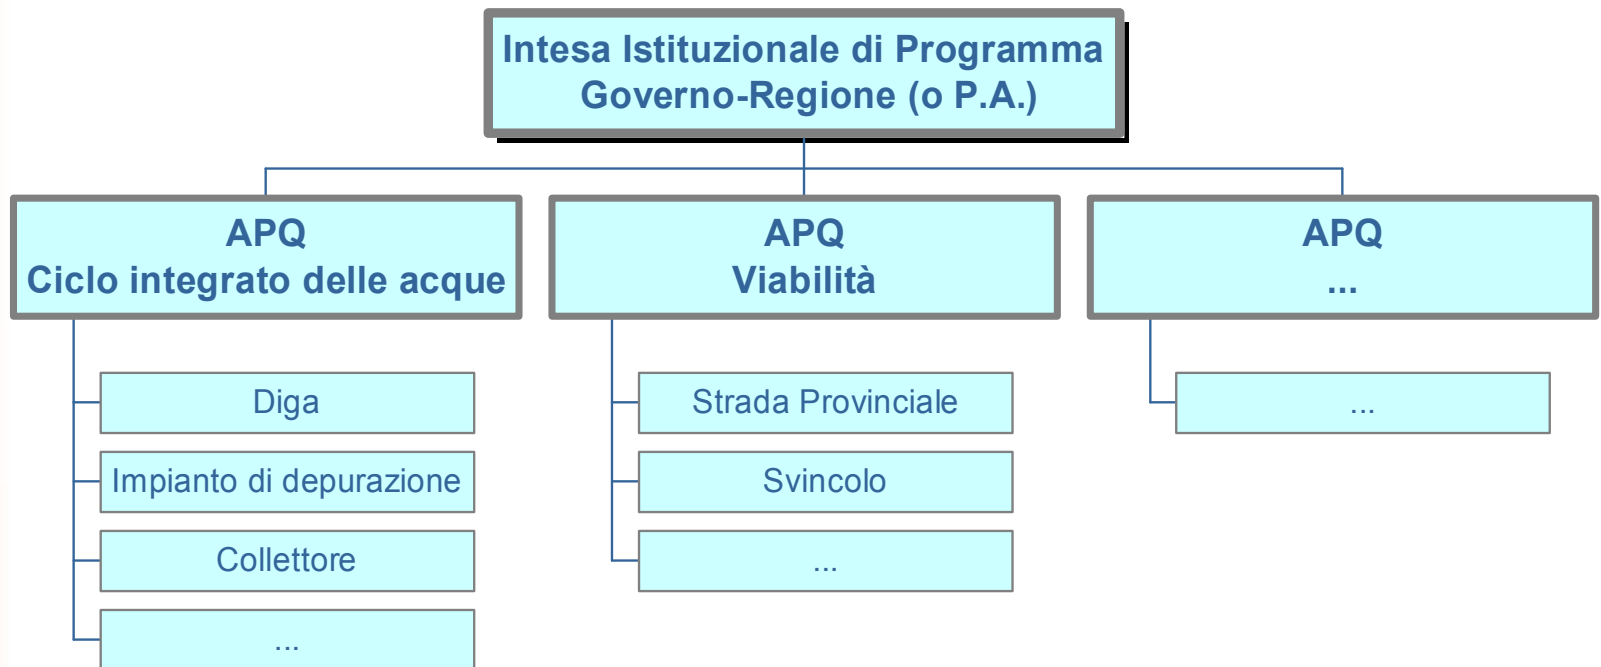 Intesa Istituzionale di Programma
Governo-Regione (o P.A.)
APQ
Ciclo integrato delle acque
APQ
Viabilità
APQ
...
Diga
Impianto di depurazione
Collettore
...
Strada Provinciale
Svincolo
...
...